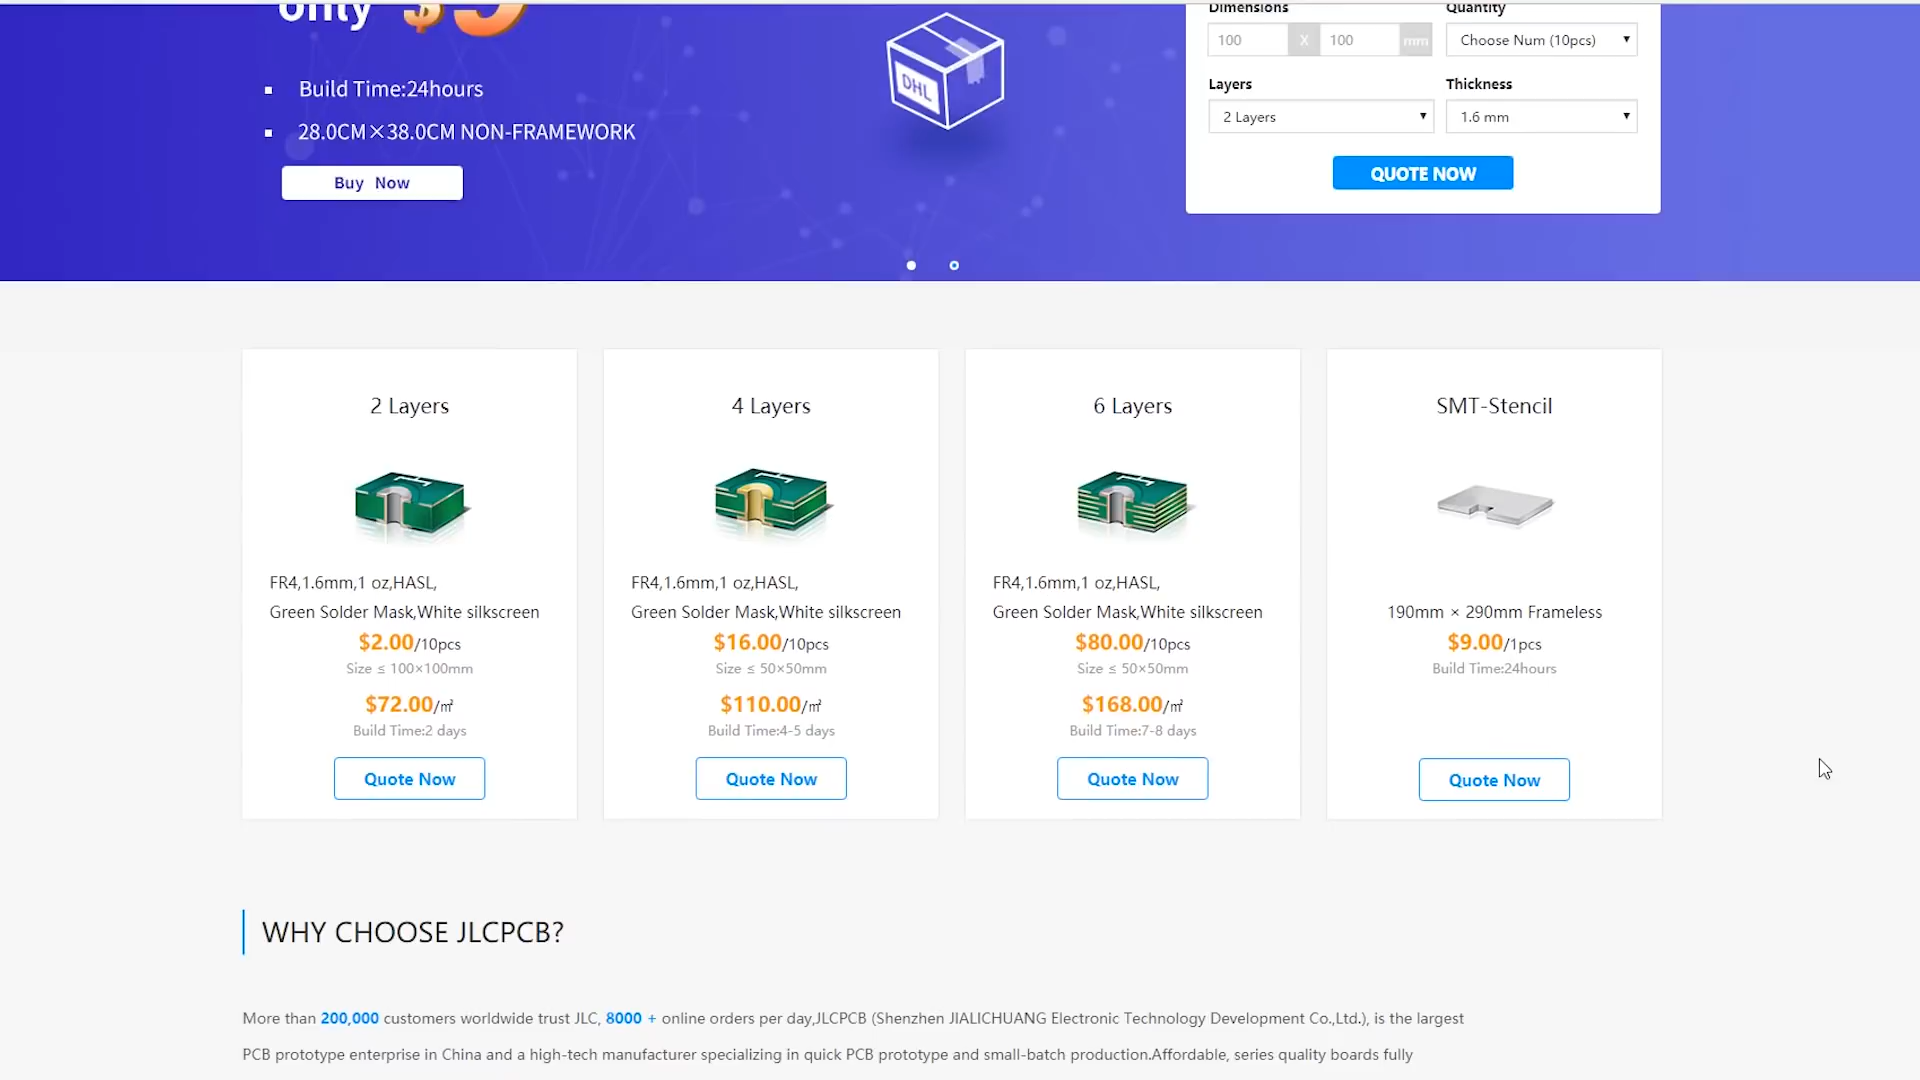 only $
Dimensions
Quantity
100 X 100 mm
Choose Num (10pcs)
Build Time:24hours
DHL
Layers
Thickness
2 Layers
1.6 mm
28.0CM×38.0CM NON-FRAMEWORK
QUOTE NOW
Buy Now
2 Layers
FR4,1.6mm,1 oz,HASL,
Green Solder Mask,White silkscreen
$2.00/10pcs
Size ≤ 100×100mm
$72.00/㎡
Build Time:2 days
Quote Now
4 Layers
FR4,1.6mm,1 oz,HASL,
Green Solder Mask,White silkscreen
$16.00/10pcs
Size ≤ 50×50mm
$110.00/㎡
Build Time:4-5 days
Quote Now
6 Layers
FR4,1.6mm,1 oz,HASL,
Green Solder Mask,White silkscreen
$80.00/10pcs
Size ≤ 50×50mm
$168.00/㎡
Build Time:7-8 days
Quote Now
SMT-Stencil
190mm × 290mm Frameless
$9.00/1pcs
Build Time:24hours
Quote Now
WHY CHOOSE JLCPCB?
More than 200,000 customers worldwide trust JLC, 8000 + online orders per day,JLCPCB (Shenzhen JIALICHUANG Electronic Technology Development Co.,Ltd.), is the largest
PCB prototype enterprise in China and a high-tech manufacturer specializing in quick PCB prototype and small-batch production.Affordable, series quality boards fully